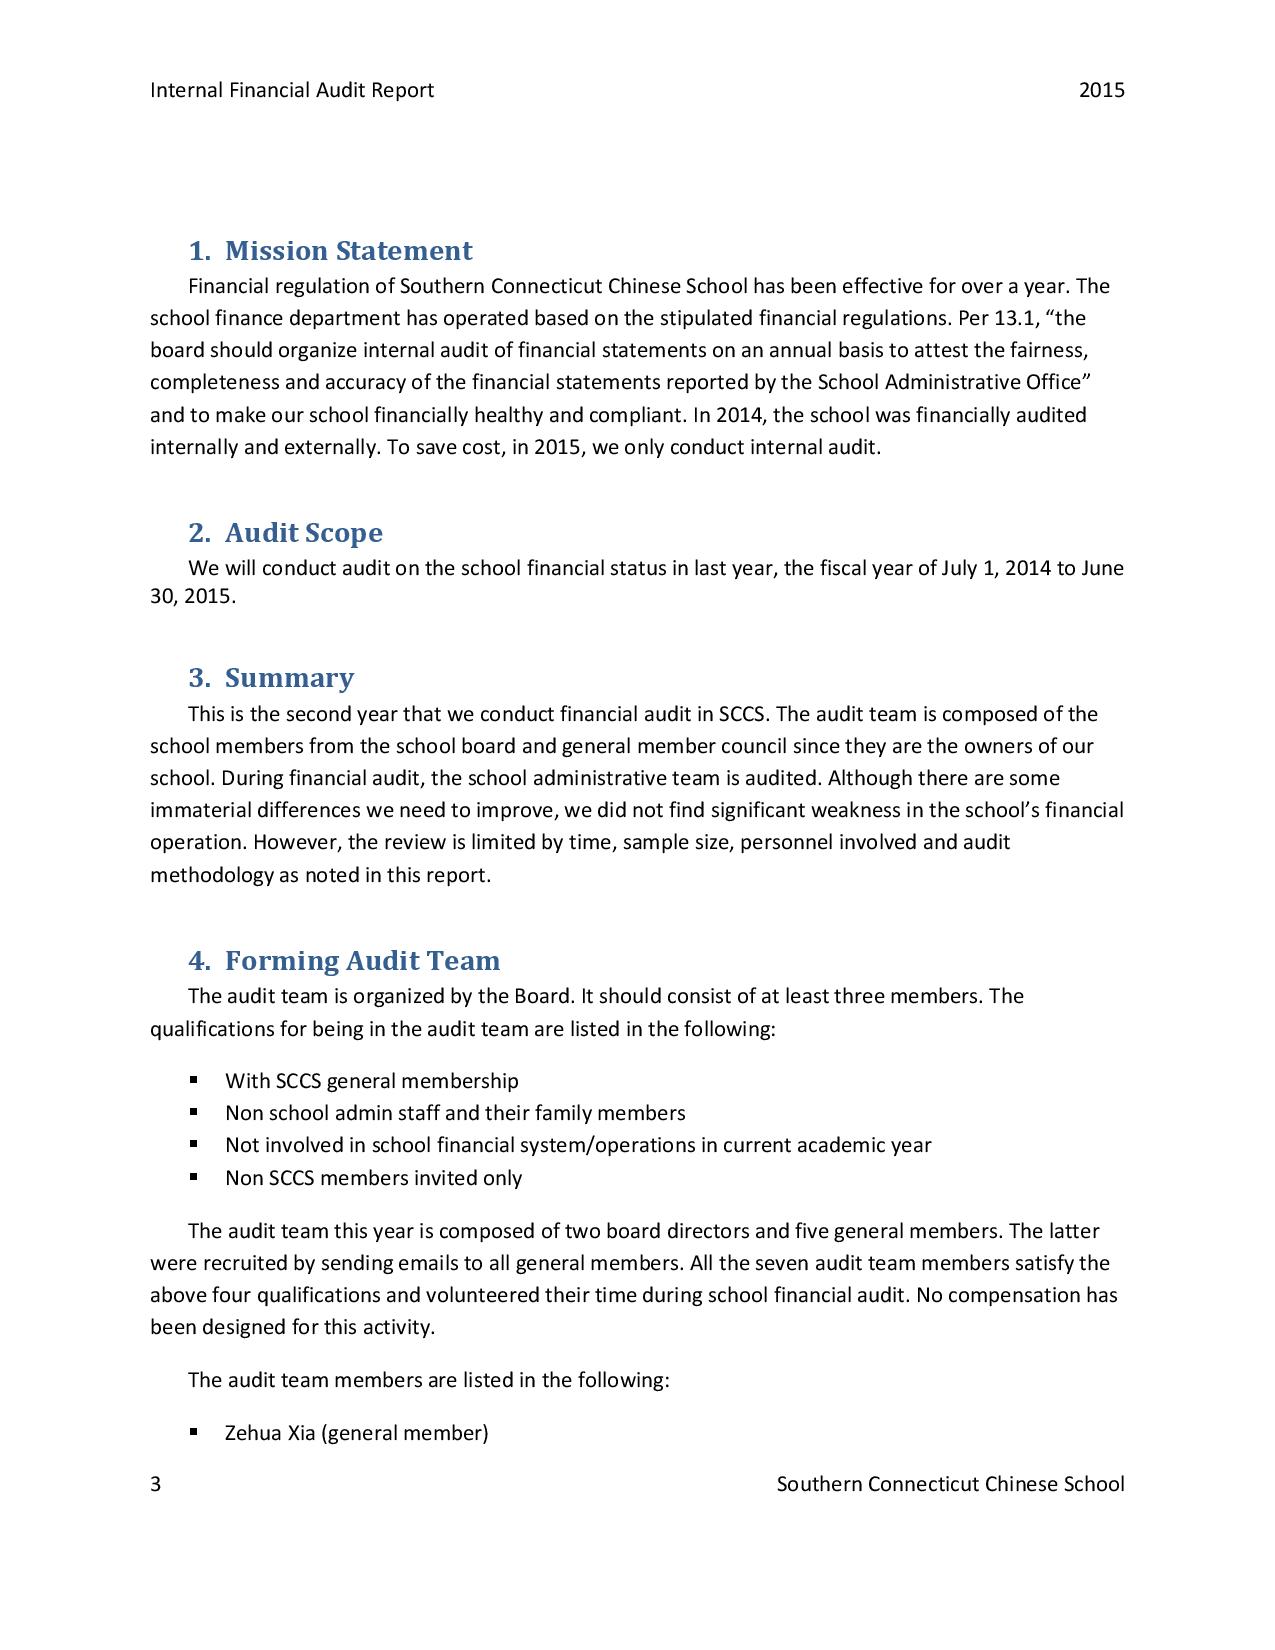 Internal Financial Audit Report 2015
1. Mission Statement
Financial regulation of Southern Connecticut Chinese School has been effective for over a year. The
school finance department has operated based on the stipulated financial regulations. Per 13.1, “the
board should organize internal audit of financial statements on an annual basis to attest the fairness,
completeness and accuracy of the financial statements reported by the School Administrative Office”
and to make our school financially healthy and compliant. In 2014, the school was financially audited
internally and externally. To save cost, in 2015, we only conduct internal audit.
2. Audit Scope
We will conduct audit on the school financial status in last year, the fiscal year of July 1, 2014 to June
30, 2015.
3. Summary
This is the second year that we conduct financial audit in SCCS. The audit team is composed of the
school members from the school board and general member council since they are the owners of our
school. During financial audit, the school administrative team is audited. Although there are some
immaterial differences we need to improve, we did not find significant weakness in the school’s financial
operation. However, the review is limited by time, sample size, personnel involved and audit
methodology as noted in this report.
4. Forming Audit Team
The audit team is organized by the Board. It should consist of at least three members. The
qualifications for being in the audit team are listed in the following:
▪ With SCCS general membership
▪ Non school admin staff and their family members
▪ Not involved in school financial system/operations in current academic year
▪ Non SCCS members invited only
The audit team this year is composed of two board directors and five general members. The latter
were recruited by sending emails to all general members. All the seven audit team members satisfy the
above four qualifications and volunteered their time during school financial audit. No compensation has
been designed for this activity.
The audit team members are listed in the following:
▪ Zehua Xia (general member)
3 Southern Connecticut Chinese School